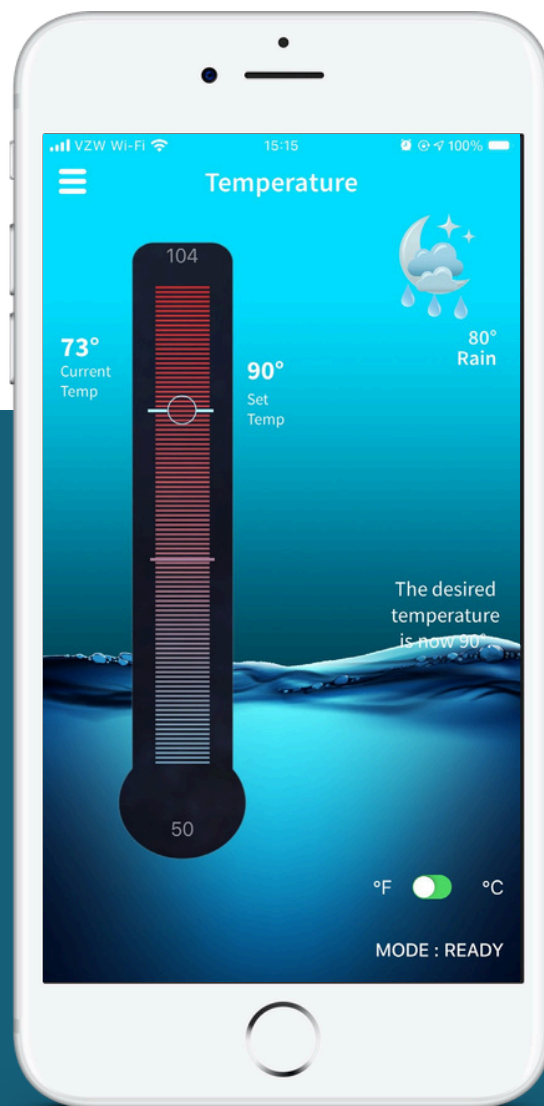 VZW Wi-Fi
15:15
100%
Temperature
104
80°
Rain
73°
Current
Temp
90°
Set
Temp
The desired
temperature
is now 90°
50
°F
°C
MODE : READY